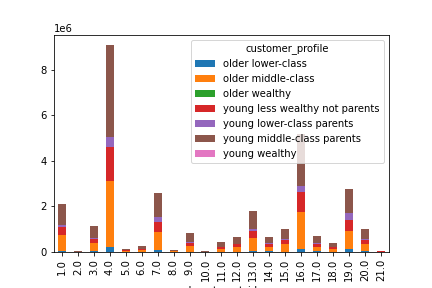 1e6
customer_profile
older lower-class
older middle-class
older wealthy
young less wealthy not parents
young lower-class parents
young middle-class parents
young wealthy
8
6
4
2
0
1.0 2.0 3.0 4.0 5.0 6.0 7.0 8.0 9.0 10.0 11.0 12.0 13.0 14.0 15.0 16.0 17.0 18.0 19.0 20.0 21.0